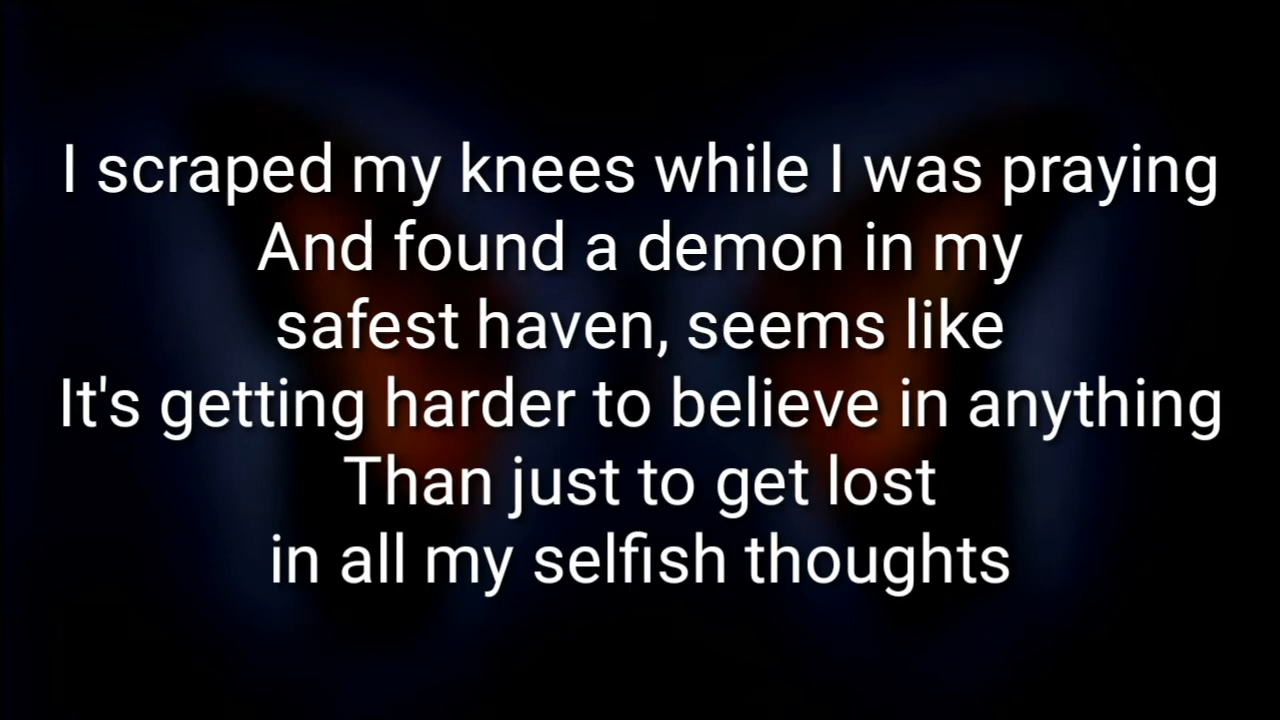 I scraped my knees while I was praying
And found a demon in my
safest haven, seems like
It's getting harder to believe in anything
Than just to get lost
in all my selfish thoughts